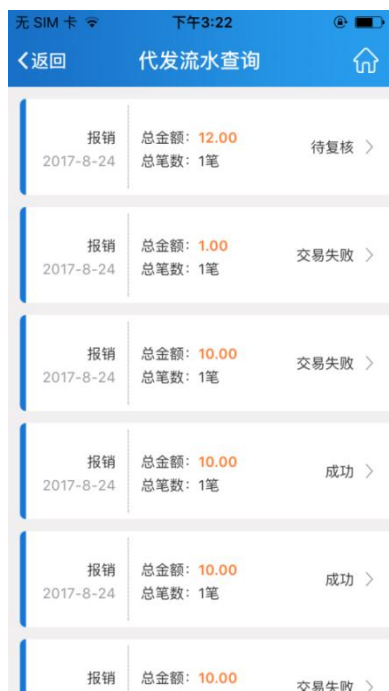 无 SIM 卡 下午3:22
返回 代发流水查询
报销 总金额：12.00 待复核
2017-8-24 总笔数：1笔
报销 总金额：1.00 交易失败
2017-8-24 总笔数：1笔
报销 总金额：10.00 交易失败
2017-8-24 总笔数：1笔
报销 总金额：10.00 成功
2017-8-24 总笔数：1笔
报销 总金额：10.00 成功
2017-8-24 总笔数：1笔
报销 总金额：10.00 交易失败